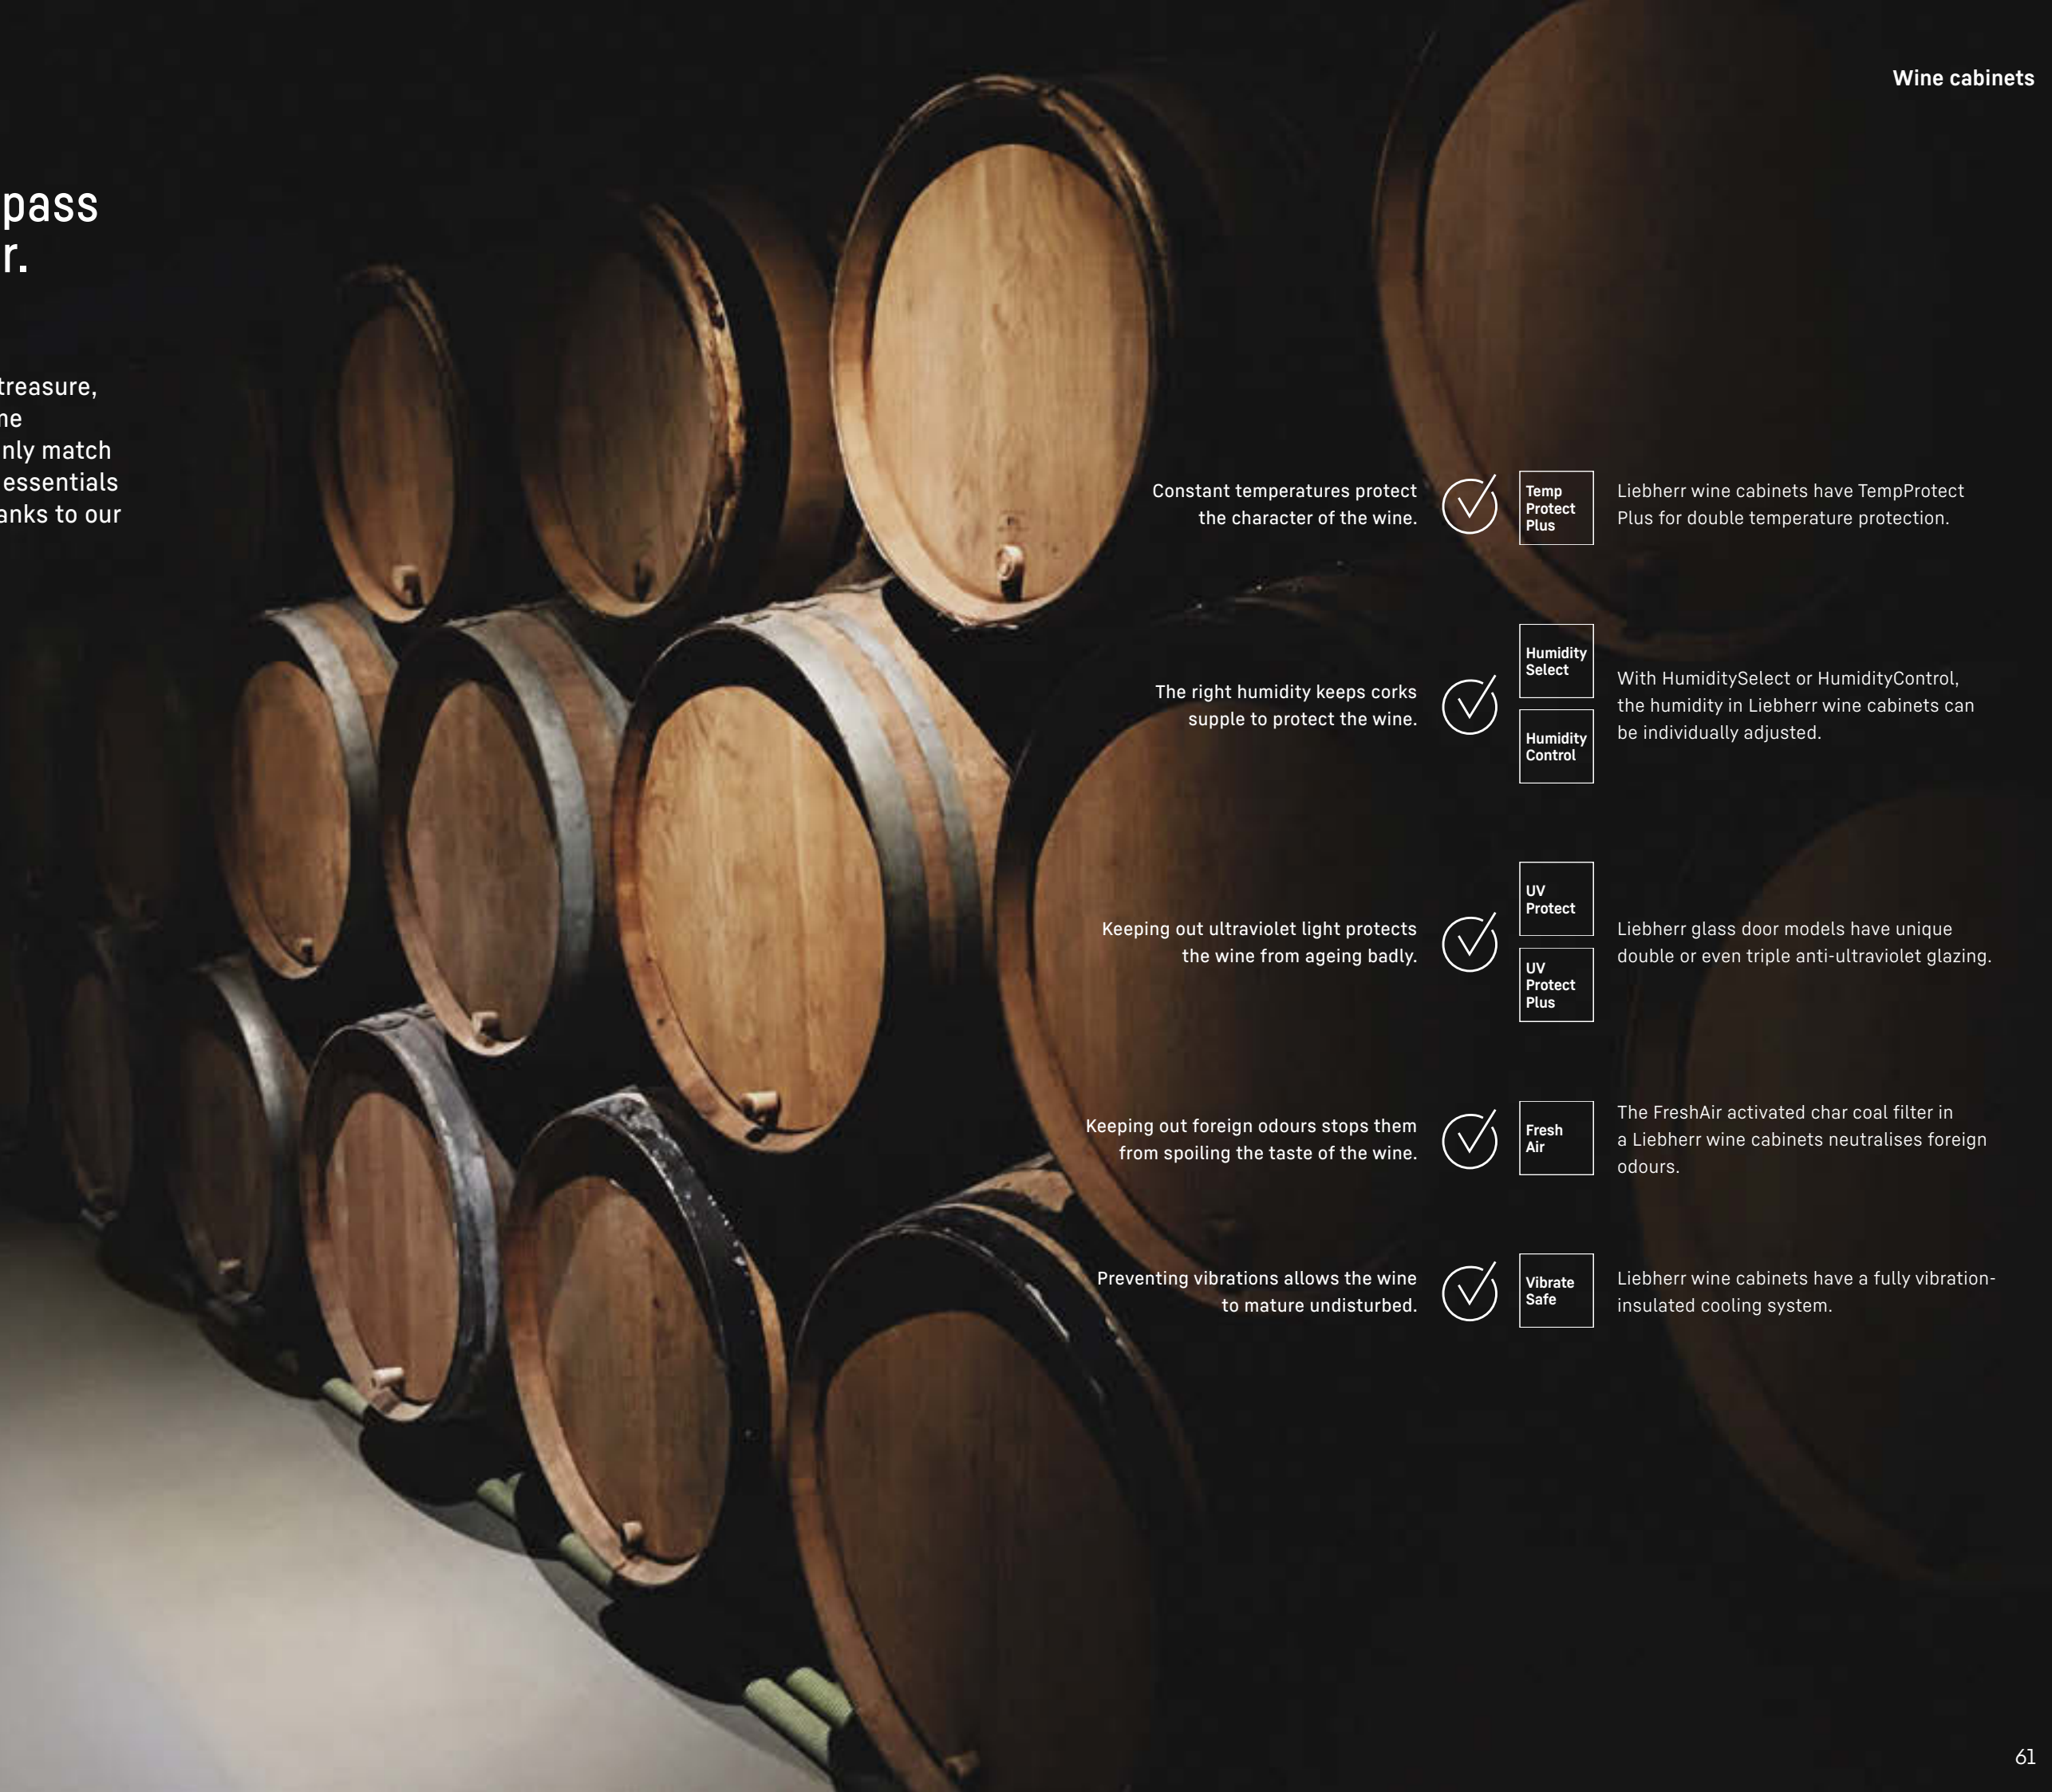 Wine cabinets
pass
r.
treasure,
ne
nly match
essentials
anks to our
Constant temperatures protect
the character of the wine.
Temp
Protect
Plus
Liebherr wine cabinets have TempProtect
Plus for double temperature protection.
The right humidity keeps corks
supple to protect the wine.
Humidity
Select
Humidity
Control
With HumiditySelect or HumidityControl,
the humidity in Liebherr wine cabinets can
be individually adjusted.
Keeping out ultraviolet light protects
the wine from ageing badly.
UV
Protect
UV
Protect
Plus
Liebherr glass door models have unique
double or even triple anti-ultraviolet glazing.
Keeping out foreign odours stops them
from spoiling the taste of the wine.
Fresh
Air
The FreshAir activated char coal filter in
a Liebherr wine cabinets neutralises foreign
odours.
Preventing vibrations allows the wine
to mature undisturbed.
Vibrate
Safe
Liebherr wine cabinets have a fully vibration-
insulated cooling system.
61